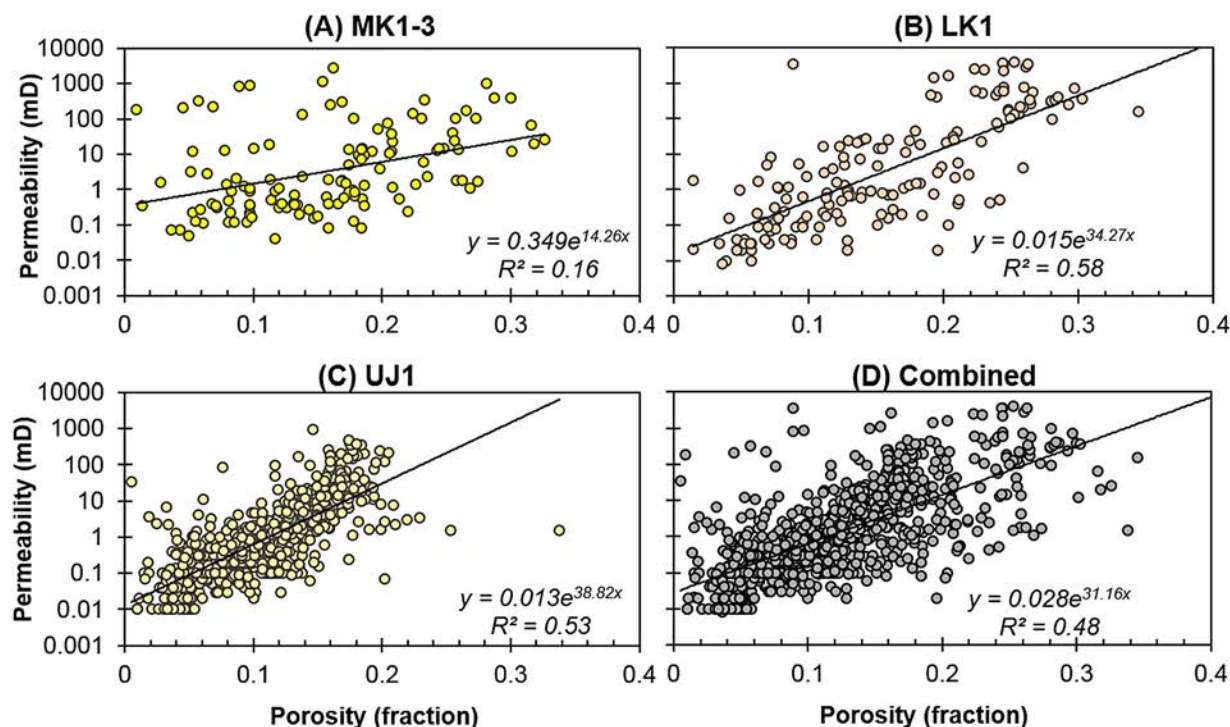 (A) MK1-3
(B) LK1
Permeability (mD)
10000
1000
100
10
1
0.1
0.01
0.001
y = 0.349e^14.26x
R² = 0.16
y = 0.015e^34.27x
R² = 0.58
0 0.1 0.2 0.3 0.4
0 0.1 0.2 0.3 0.4
(C) UJ1
(D) Combined
Permeability (mD)
10000
1000
100
10
1
0.1
0.01
0.001
y = 0.013e^38.82x
R² = 0.53
y = 0.028e^31.16x
R² = 0.48
0 0.1 0.2 0.3 0.4
0 0.1 0.2 0.3 0.4
Porosity (fraction)
Porosity (fraction)